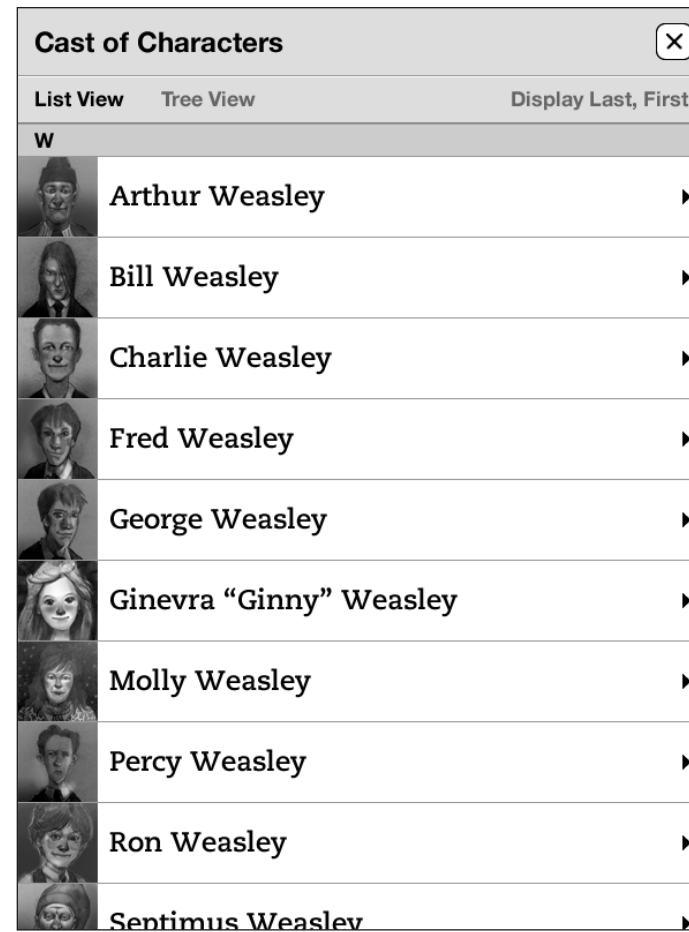 Cast of Characters
List View Tree View Display Last, First
W
Arthur Weasley
Bill Weasley
Charlie Weasley
Fred Weasley
George Weasley
Ginevra “Ginny” Weasley
Molly Weasley
Percy Weasley
Ron Weasley
Septimus Weasley